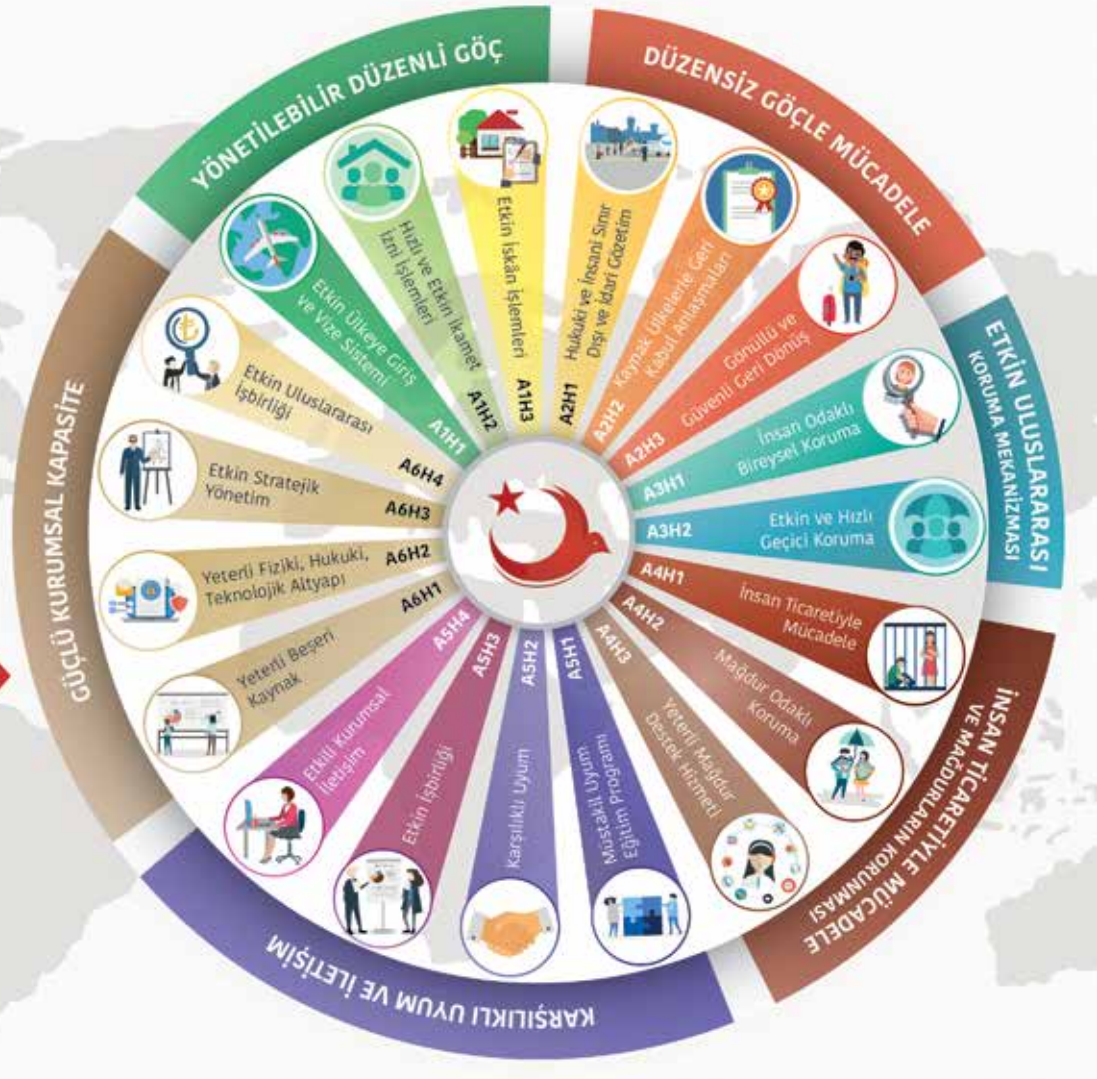 YÖNETİLEBİLİR DÜZENLİ GÖÇ
Etkin Ülkeye Giriş
ve Vize Sistemi
A1H1
Hızlı ve Etkin İkamet
İzni İşlemleri
A1H2
Etkin İskân İşlemleri
A1H3
DÜZENSİZ GÖÇLE MÜCADELE
Hukuki ve İnsani Sınır
Dışı ve İdari Gözetim
A2H1
Kaynak Ülkelerle Geri
Kabul Anlaşmaları
A2H2
Gönüllü ve
Güvenli Geri Dönüş
A2H3
ETKİN ULUSLARARASI
KORUMA MEKANİZMASI
İnsan Odaklı
Bireysel Koruma
A3H1
Etkin ve Hızlı
Geçici Koruma
A3H2
İNSAN TİCARETİYLE MÜCADELE
VE MAĞDURLARIN KORUNMASI
İnsan Ticaretiyle
Mücadele
A4H1
Mağdur Odaklı
Koruma
A4H2
Yeterli Mağdur
Destek Hizmeti
A4H3
KARŞILIKLI UYUM VE İLETİŞİM
Müstakil Uyum
Eğitim Programı
A5H1
Karşılıklı Uyum
A5H2
Etkin İşbirliği
A5H3
Etkili Kurumsal
İletişim
A5H4
GÜÇLÜ KURUMSAL KAPASİTE
Yeterli Beşeri
Kaynak
A6H1
Yeterli Fiziki, Hukuki,
Teknolojik Altyapı
A6H2
Etkin Stratejik
Yönetim
A6H3
Etkin Uluslararası
İşbirliği
A6H4